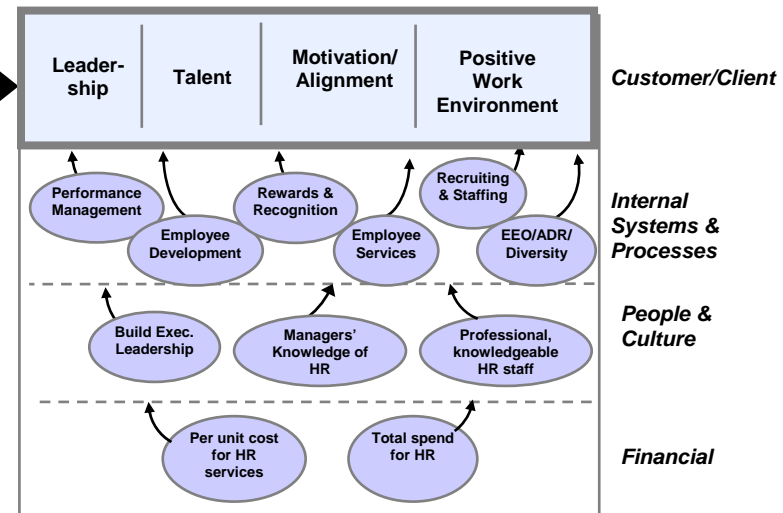 Leader-
ship
Talent
Motivation/
Alignment
Positive
Work
Environment
Customer/Client
Performance
Management
Employee
Development
Rewards &
Recognition
Employee
Services
Recruiting
& Staffing
EEO/ADR/
Diversity
Internal
Systems &
Processes
Build Exec.
Leadership
Managers'
Knowledge of
HR
Professional,
knowledgeable
HR staff
People &
Culture
Per unit cost
for HR
services
Total spend
for HR
Financial